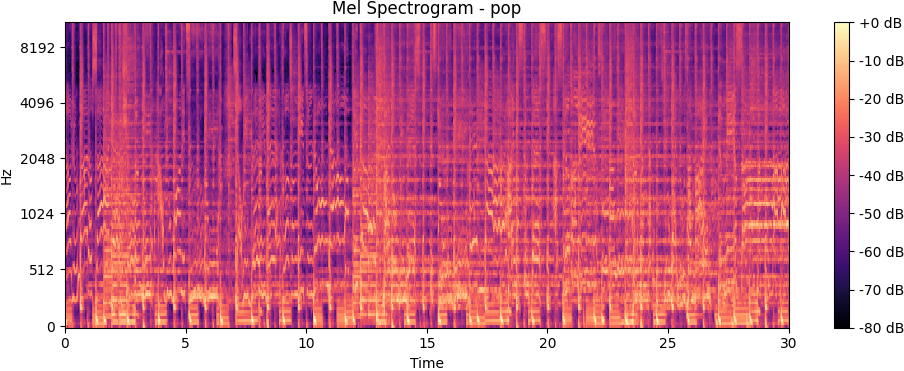 Mel Spectrogram - pop
8192
4096
2048
1024
512
0
Hz
0 5 10 15 20 25 30
Time
+0 dB
-10 dB
-20 dB
-30 dB
-40 dB
-50 dB
-60 dB
-70 dB
-80 dB